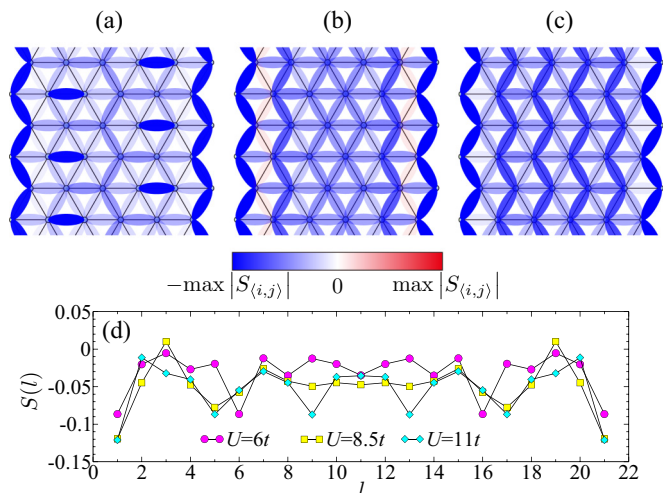 (a) (b) (c)
−max |S⟨i,j⟩| 0 max |S⟨i,j⟩|
(d)
S(l)
0.05
0
-0.05
-0.1
-0.15
U=6t U=8.5t U=11t
0 2 4 6 8 10 12 14 16 18 20 22
l